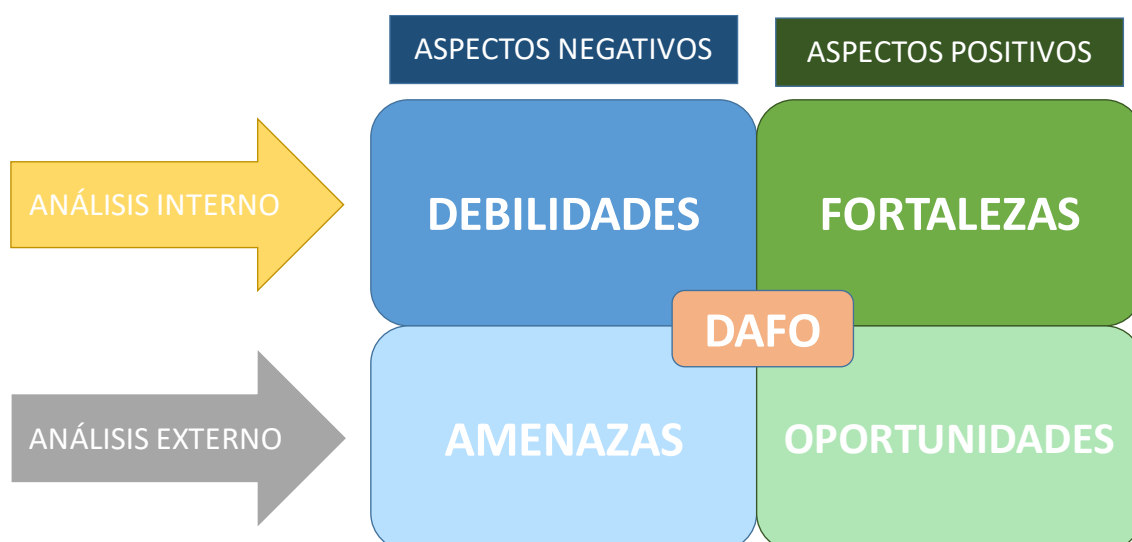 ASPECTOS NEGATIVOS
ASPECTOS POSITIVOS
ANÁLISIS INTERNO
DEBILIDADES
FORTALEZAS
DAFO
ANÁLISIS EXTERNO
AMENAZAS
OPORTUNIDADES